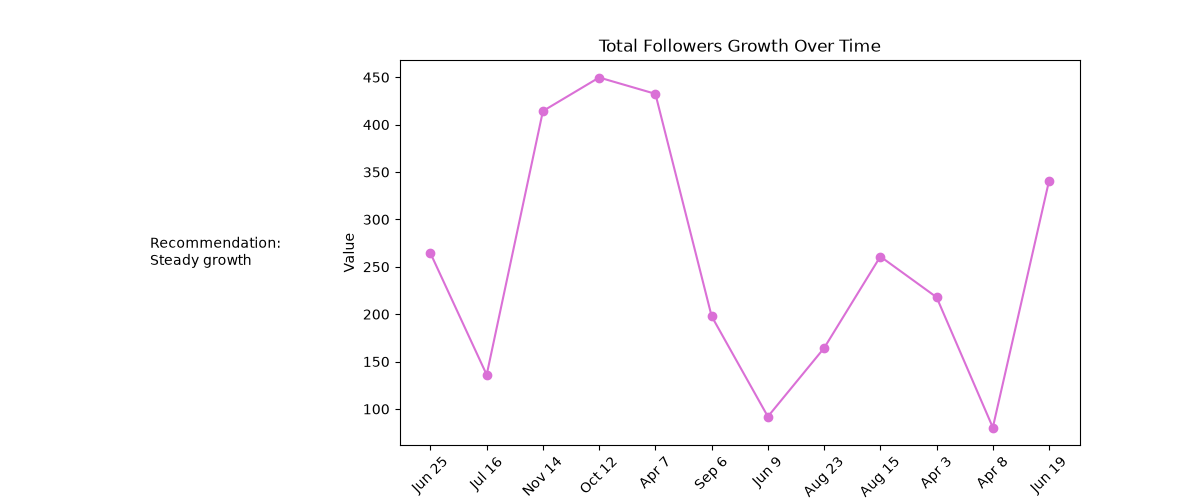 Total Followers Growth Over Time
Recommendation:
Steady growth
Value
450
400
350
300
250
200
150
100
Jun 25
Jul 16
Nov 14
Oct 12
Apr 7
Sep 6
Jun 9
Aug 23
Aug 15
Apr 3
Apr 8
Jun 19